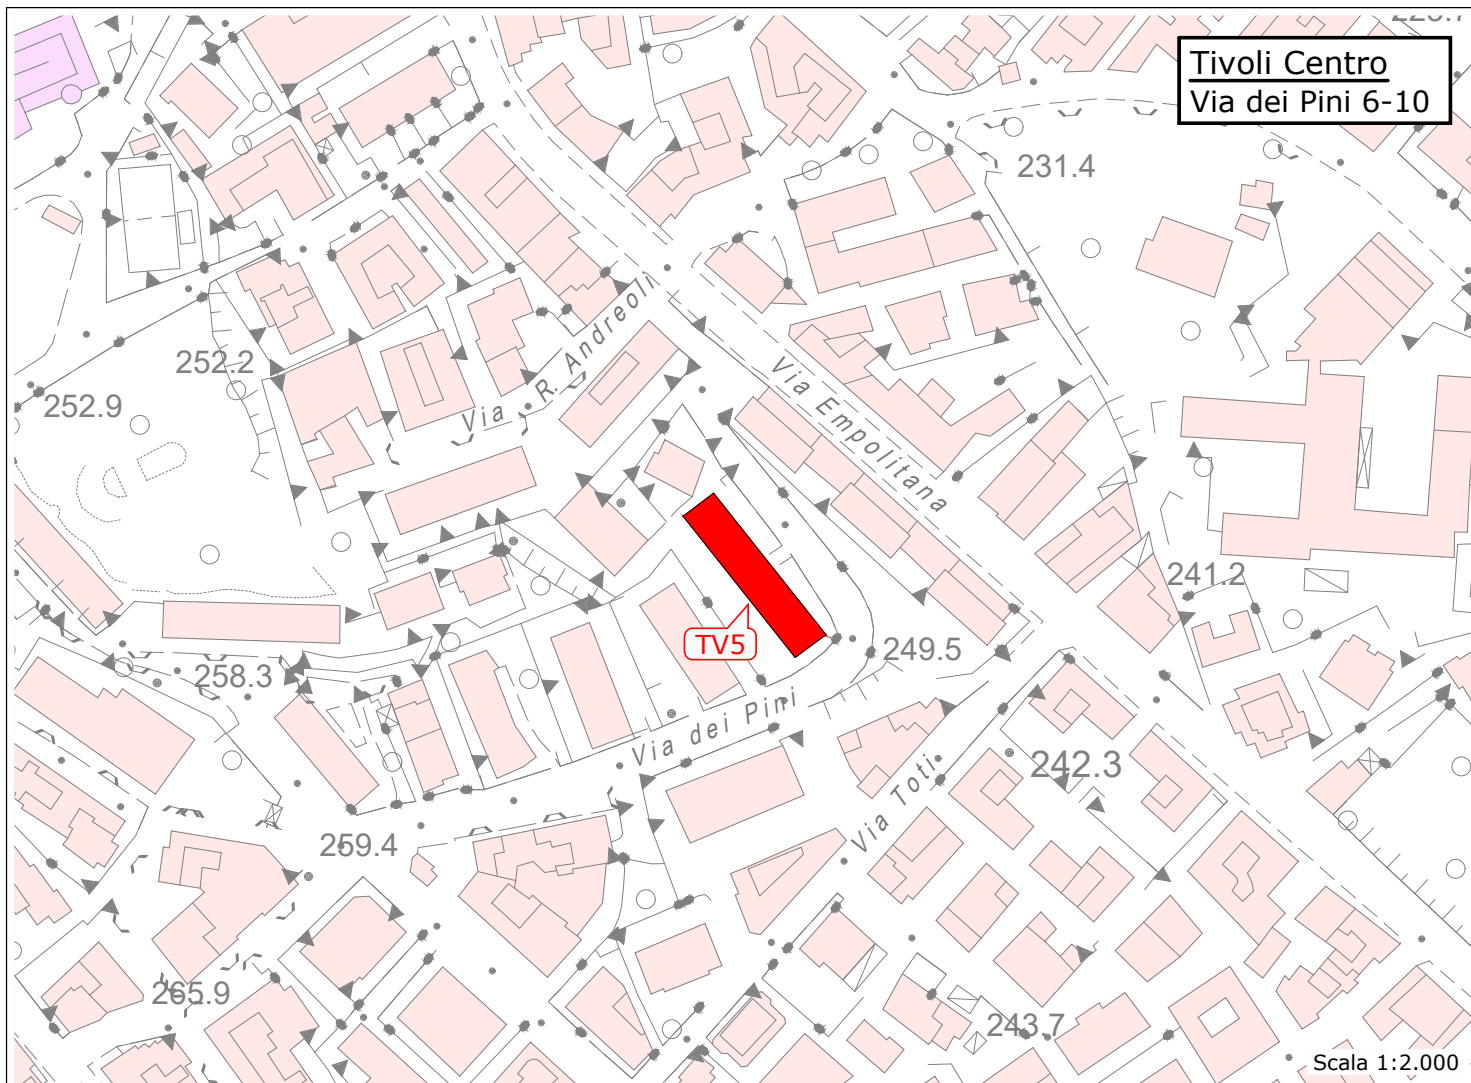 Tivoli Centro
Via dei Pini 6-10
231.4
252.2
252.9
Via R. Andreoli
Via Empolitana
241.2
TV5
249.5
258.3
Via dei Pini
242.3
Via Toti
259.4
265.9
243.7
Scala 1:2.000